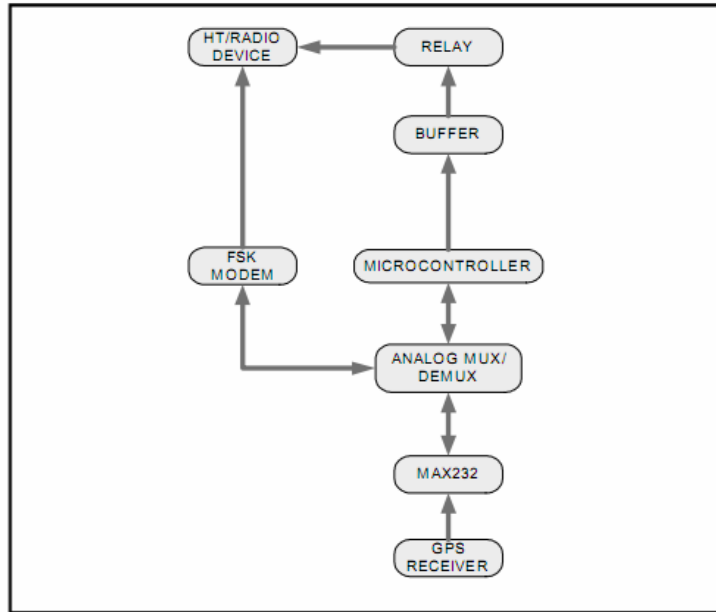 HT/RADIO
DEVICE
RELAY
BUFFER
FSK
MODEM
MICROCONTROLLER
ANALOG MUX/
DEMUX
MAX232
GPS
RECEIVER